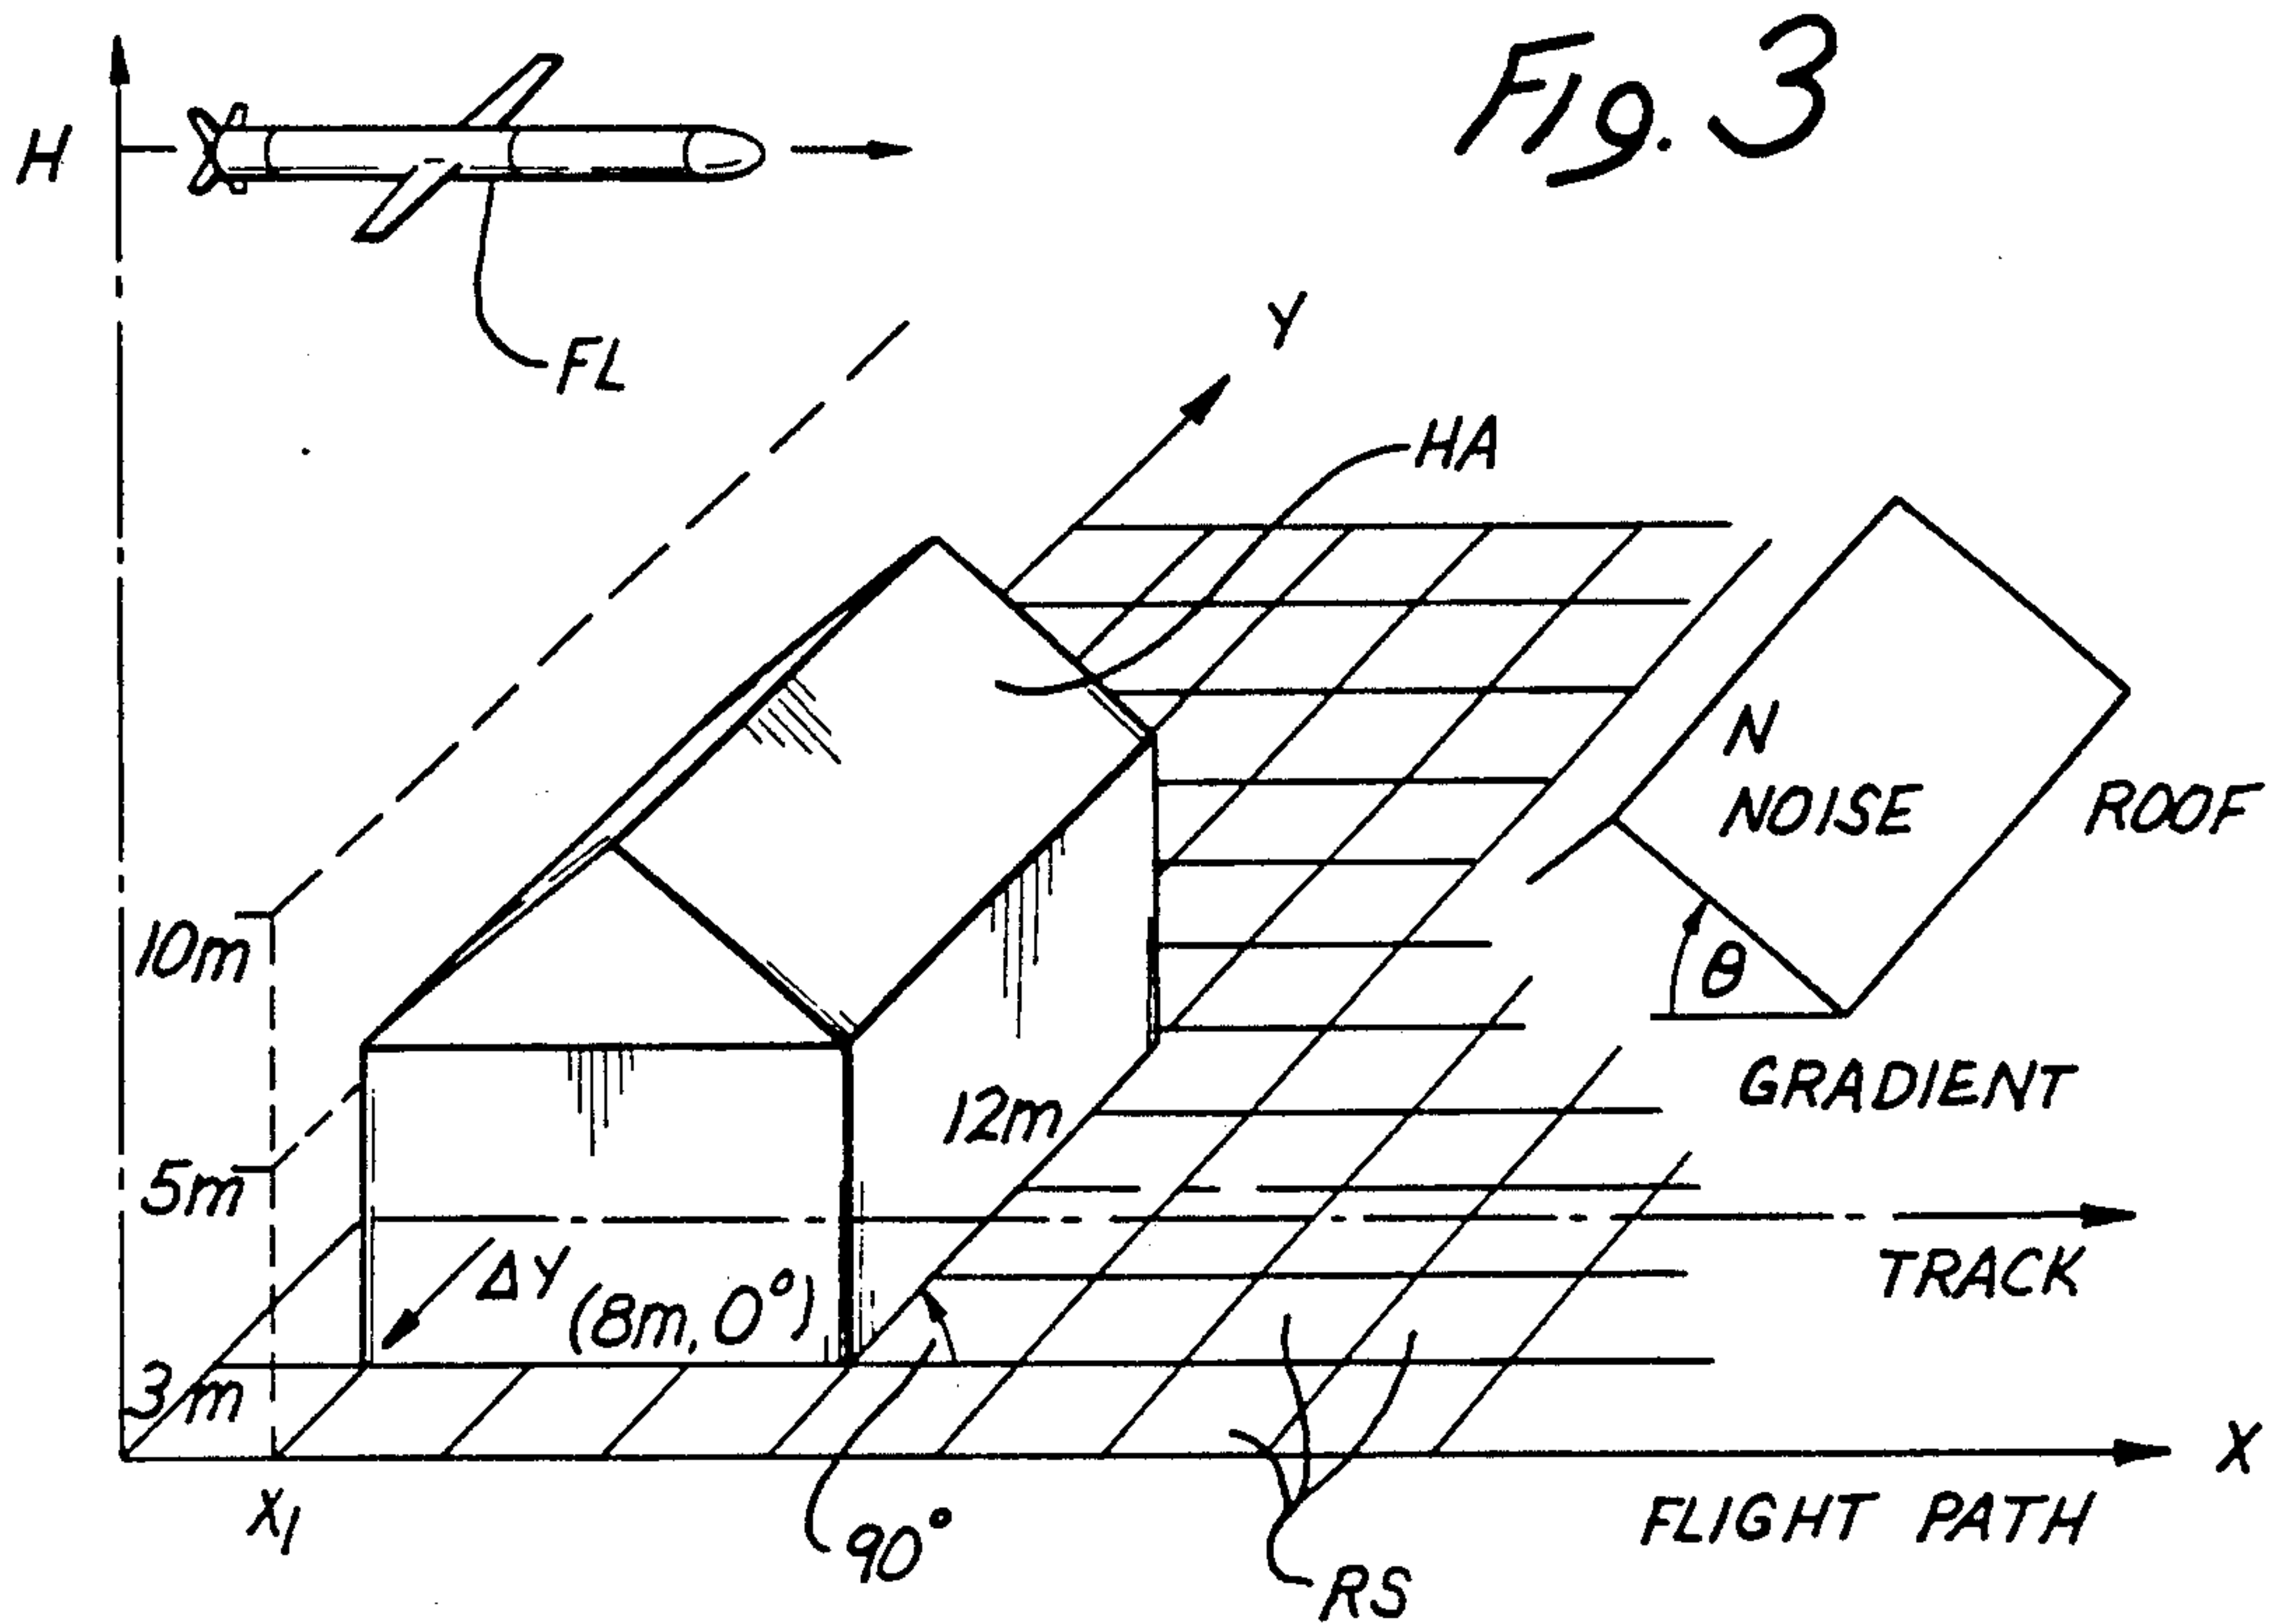 Fig. 3
H
FL
Y
HA
N
NOISE
ROOF
10m
θ
GRADIENT
12m
5m
TRACK
ΔY
(8m, 0°)
3m
X
X1
FLIGHT PATH
90°
RS